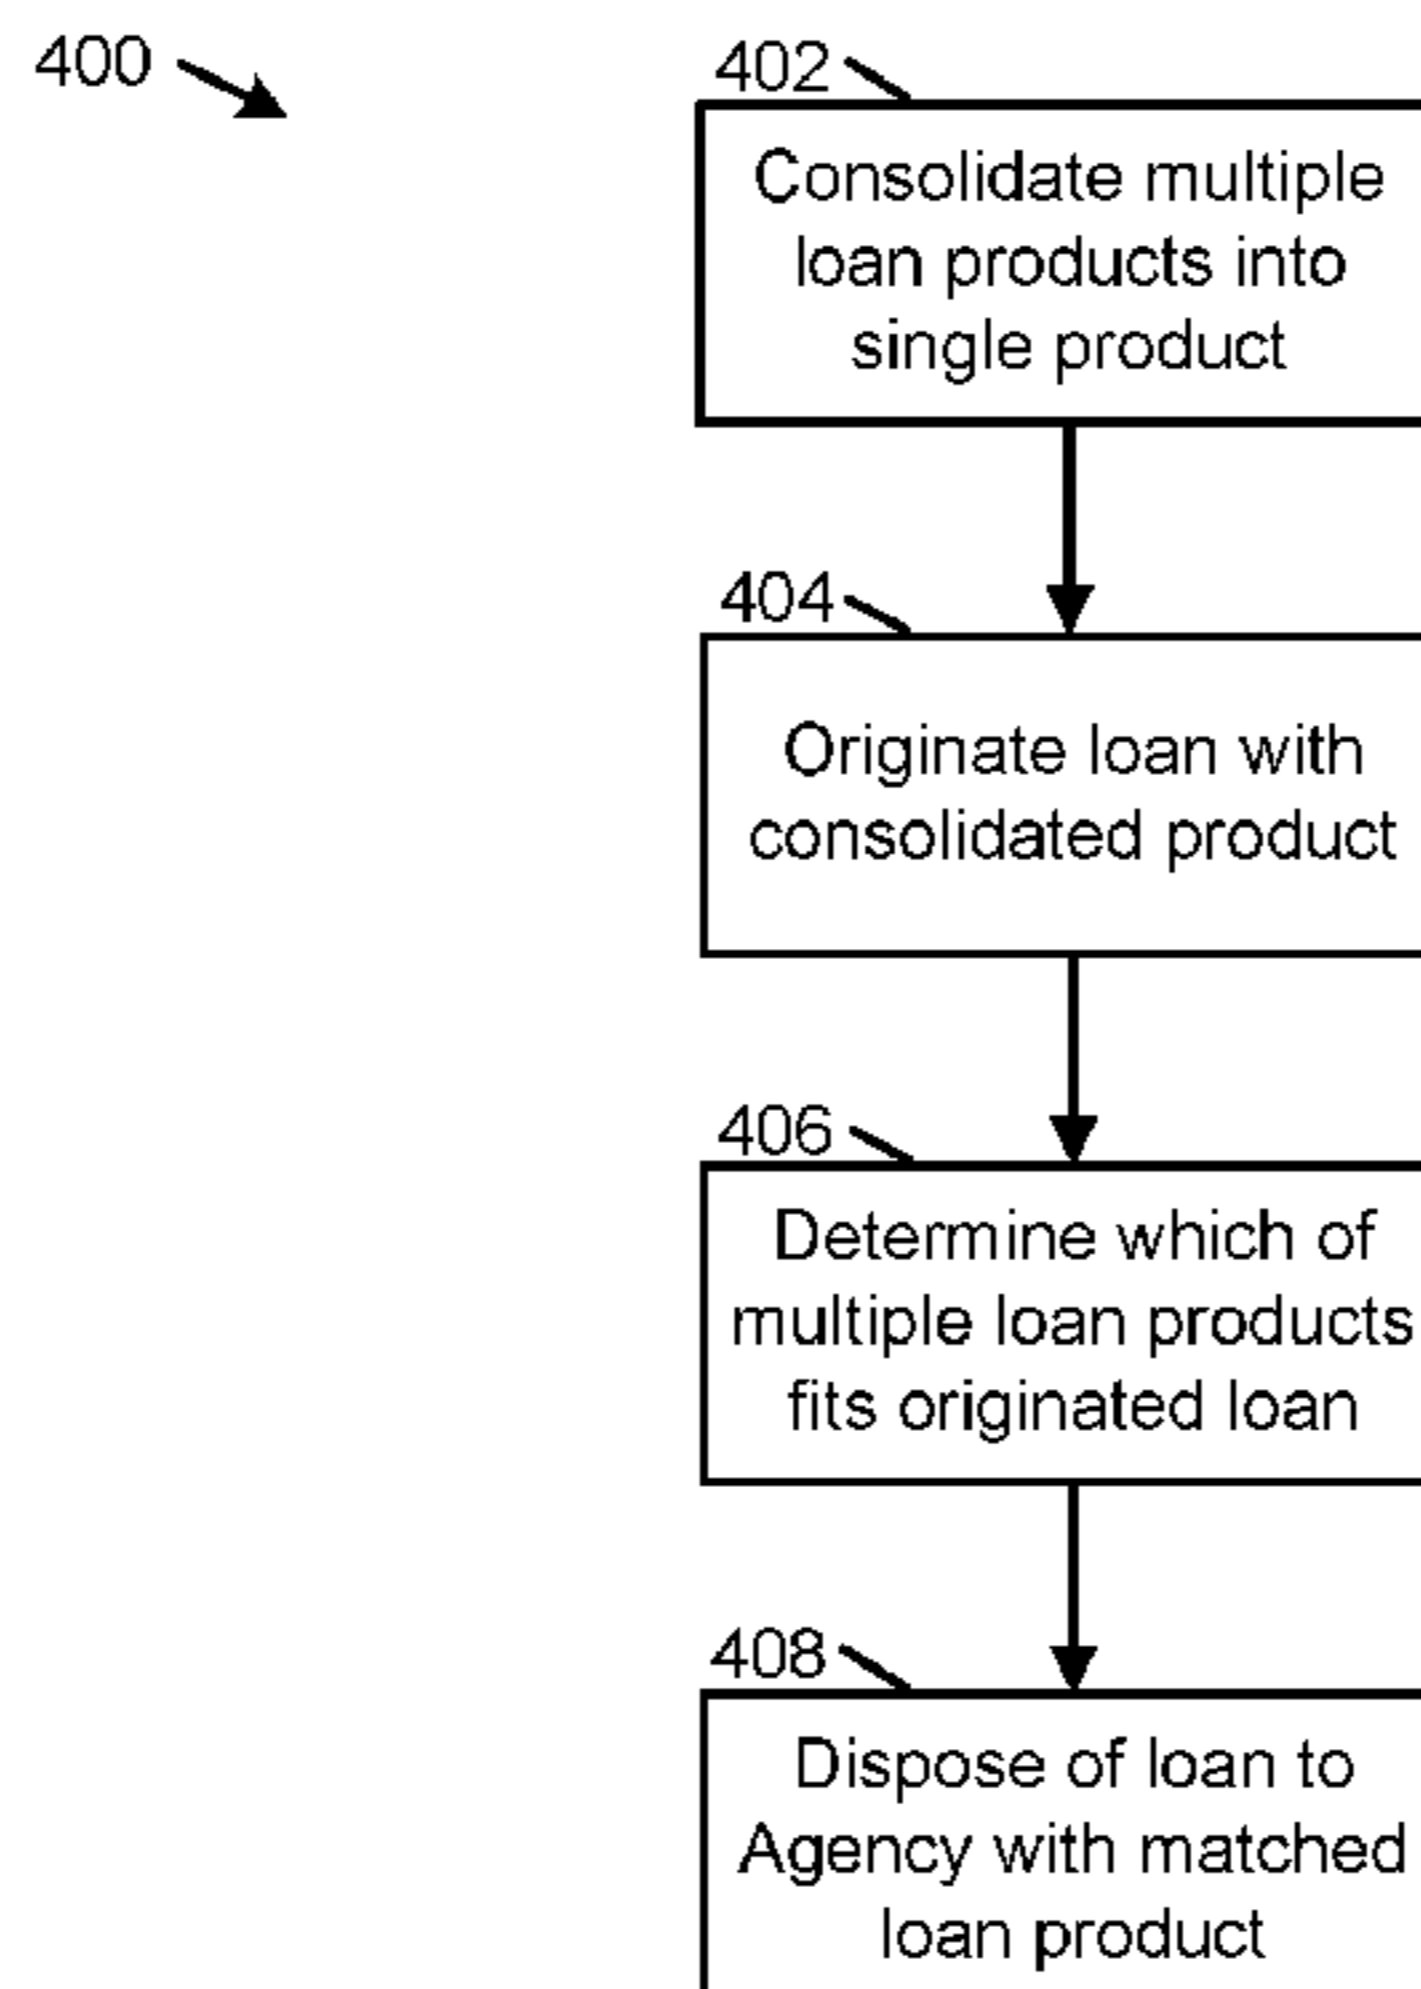 400
402
Consolidate multiple
loan products into
single product
404
Originate loan with
consolidated product
406
Determine which of
multiple loan products
fits originated loan
408
Dispose of loan to
Agency with matched
loan product